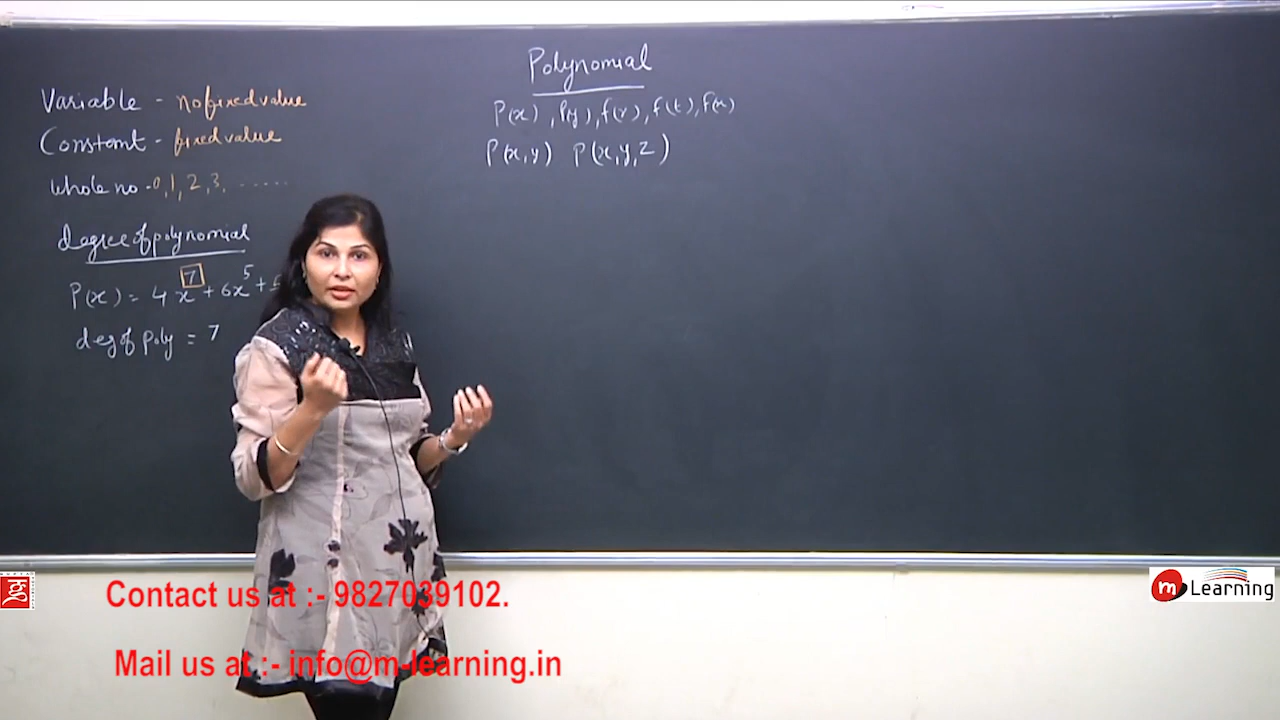 Polynomial
P(x), P(y), f(r), f(t), f(x)
P(x,y) P(x,y,z)
Variable - no fixed value
Constant - fixed value
whole no - 0, 1, 2, 3, ......
degree of polynomial
P(x) = 4x⁷ + 6x⁵ +
deg of poly = 7
Contact us at :- 9827039102.
Mail us at :- info@m-learning.in
m Learning